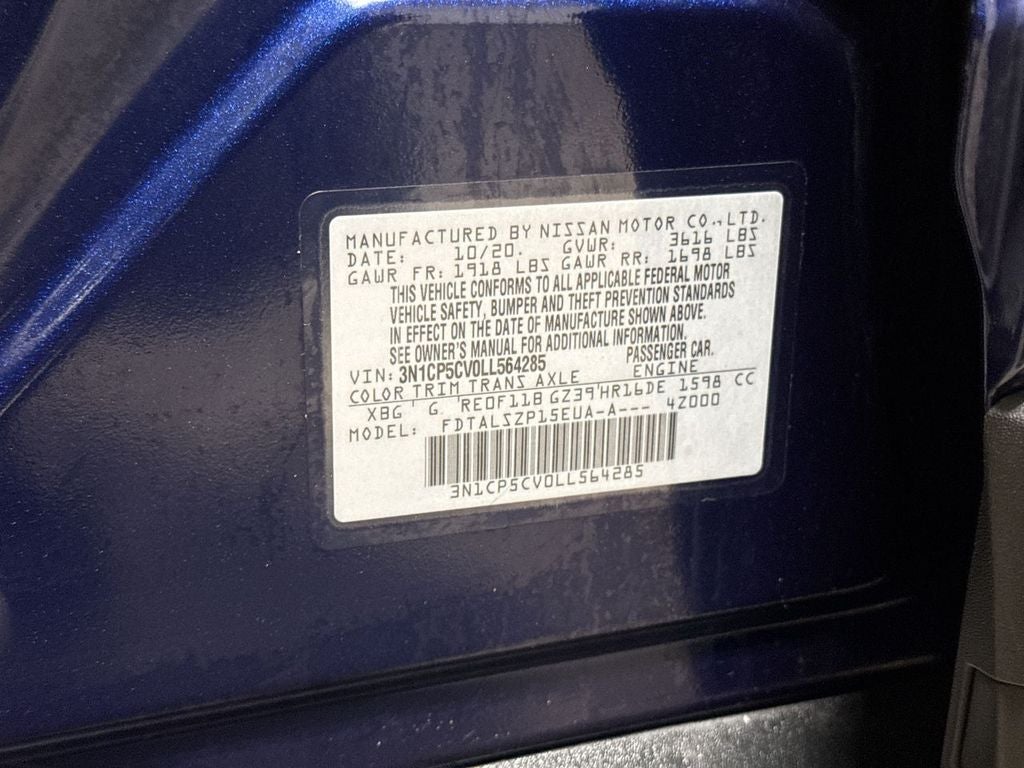 MANUFACTURED BY NISSAN MOTOR CO.,LTD.
DATE: 10/20. GVWR: 3616 LBS
GAWR FR: 1918 LBS GAWR RR: 1698 LBS
THIS VEHICLE CONFORMS TO ALL APPLICABLE FEDERAL MOTOR
VEHICLE SAFETY, BUMPER AND THEFT PREVENTION STANDARDS
IN EFFECT ON THE DATE OF MANUFACTURE SHOWN ABOVE.
SEE OWNER'S MANUAL FOR ADDITIONAL INFORMATION.
VIN: 3N1CP5CV0LL564285 PASSENGER CAR.
COLOR TRIM TRANS AXLE ENGINE
XBG G RE0F11B GZ39 HR16DE 1598 CC
MODEL: FDTALSZP15EUA-A--- 4Z000
3N1CP5CV0LL564285